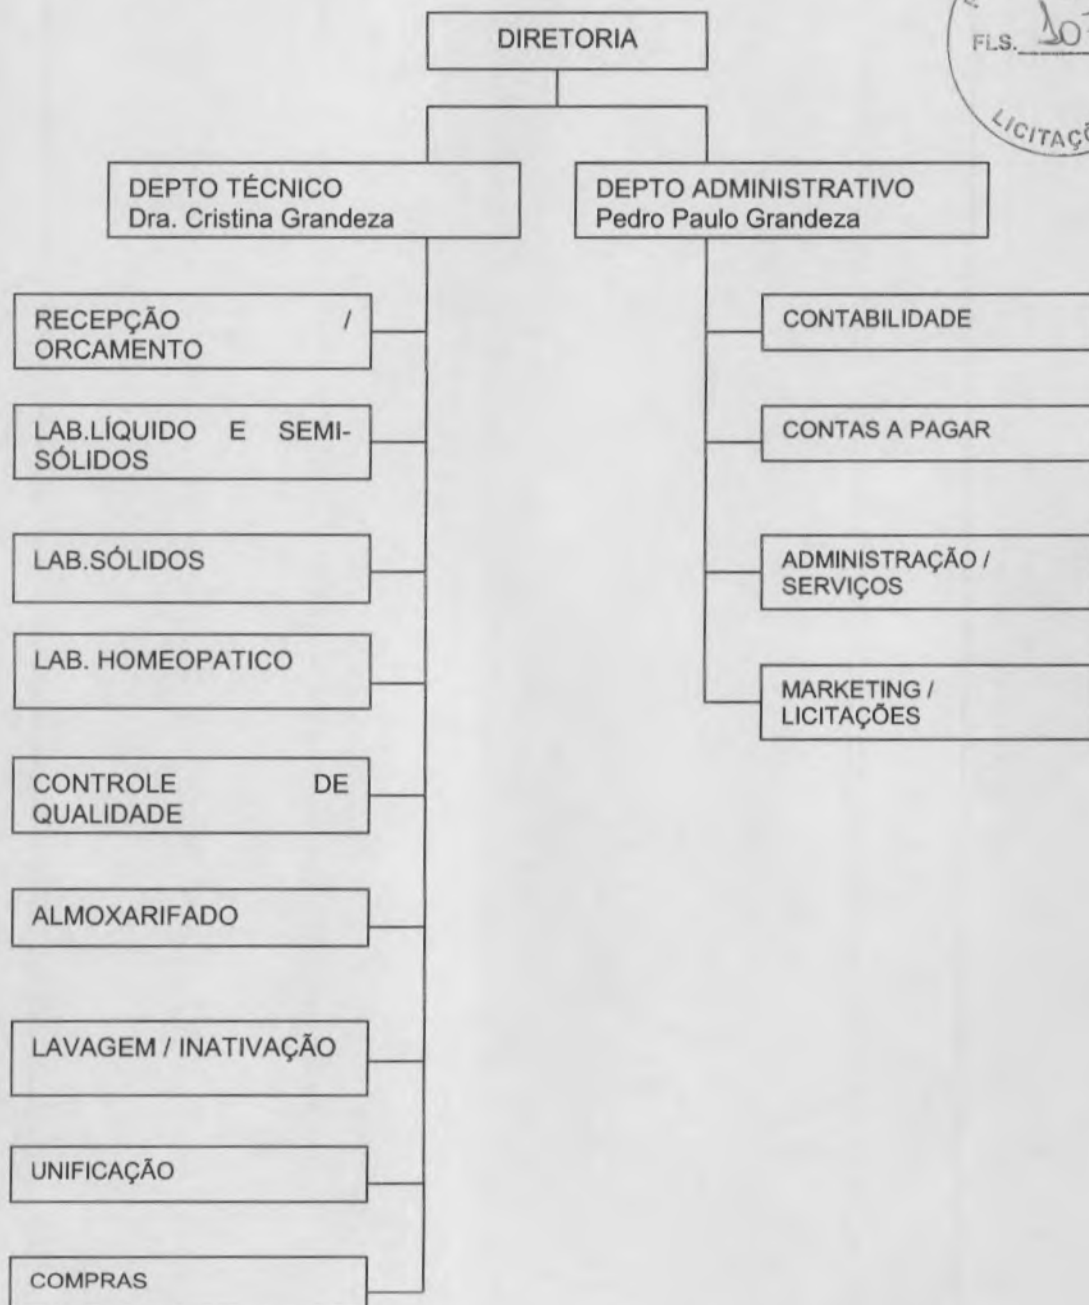 DIRETORIA
FLS.
DEPTO TÉCNICO
Dra. Cristina Grandeza
DEPTO ADMINISTRATIVO
Pedro Paulo Grandeza
RECEPÇÃO /
ORCAMENTO
LAB.LÍQUIDO E SEMI-
SÓLIDOS
LAB.SÓLIDOS
LAB. HOMEOPATICO
CONTROLE DE
QUALIDADE
ALMOXARIFADO
LAVAGEM / INATIVAÇÃO
UNIFICAÇÃO
COMPRAS
CONTABILIDADE
CONTAS A PAGAR
ADMINISTRAÇÃO /
SERVIÇOS
MARKETING /
LICITAÇÕES